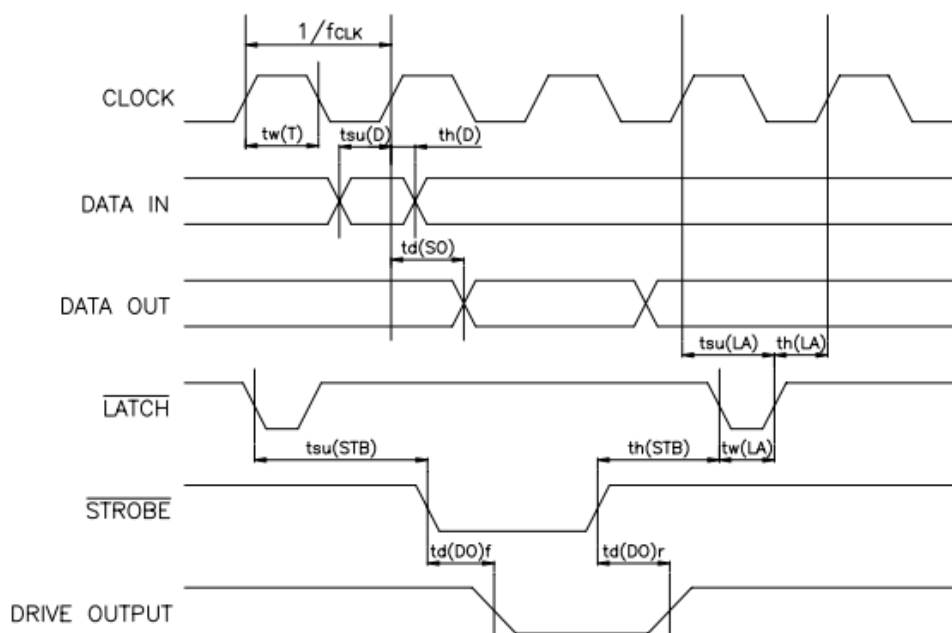 1/fCLK
CLOCK
tw(T) tsu(D) th(D)
DATA IN
td(SO)
DATA OUT
tsu(LA) th(LA)
LATCH
tsu(STB) th(STB) tw(LA)
STROBE
td(DO)f td(DO)r
DRIVE OUTPUT